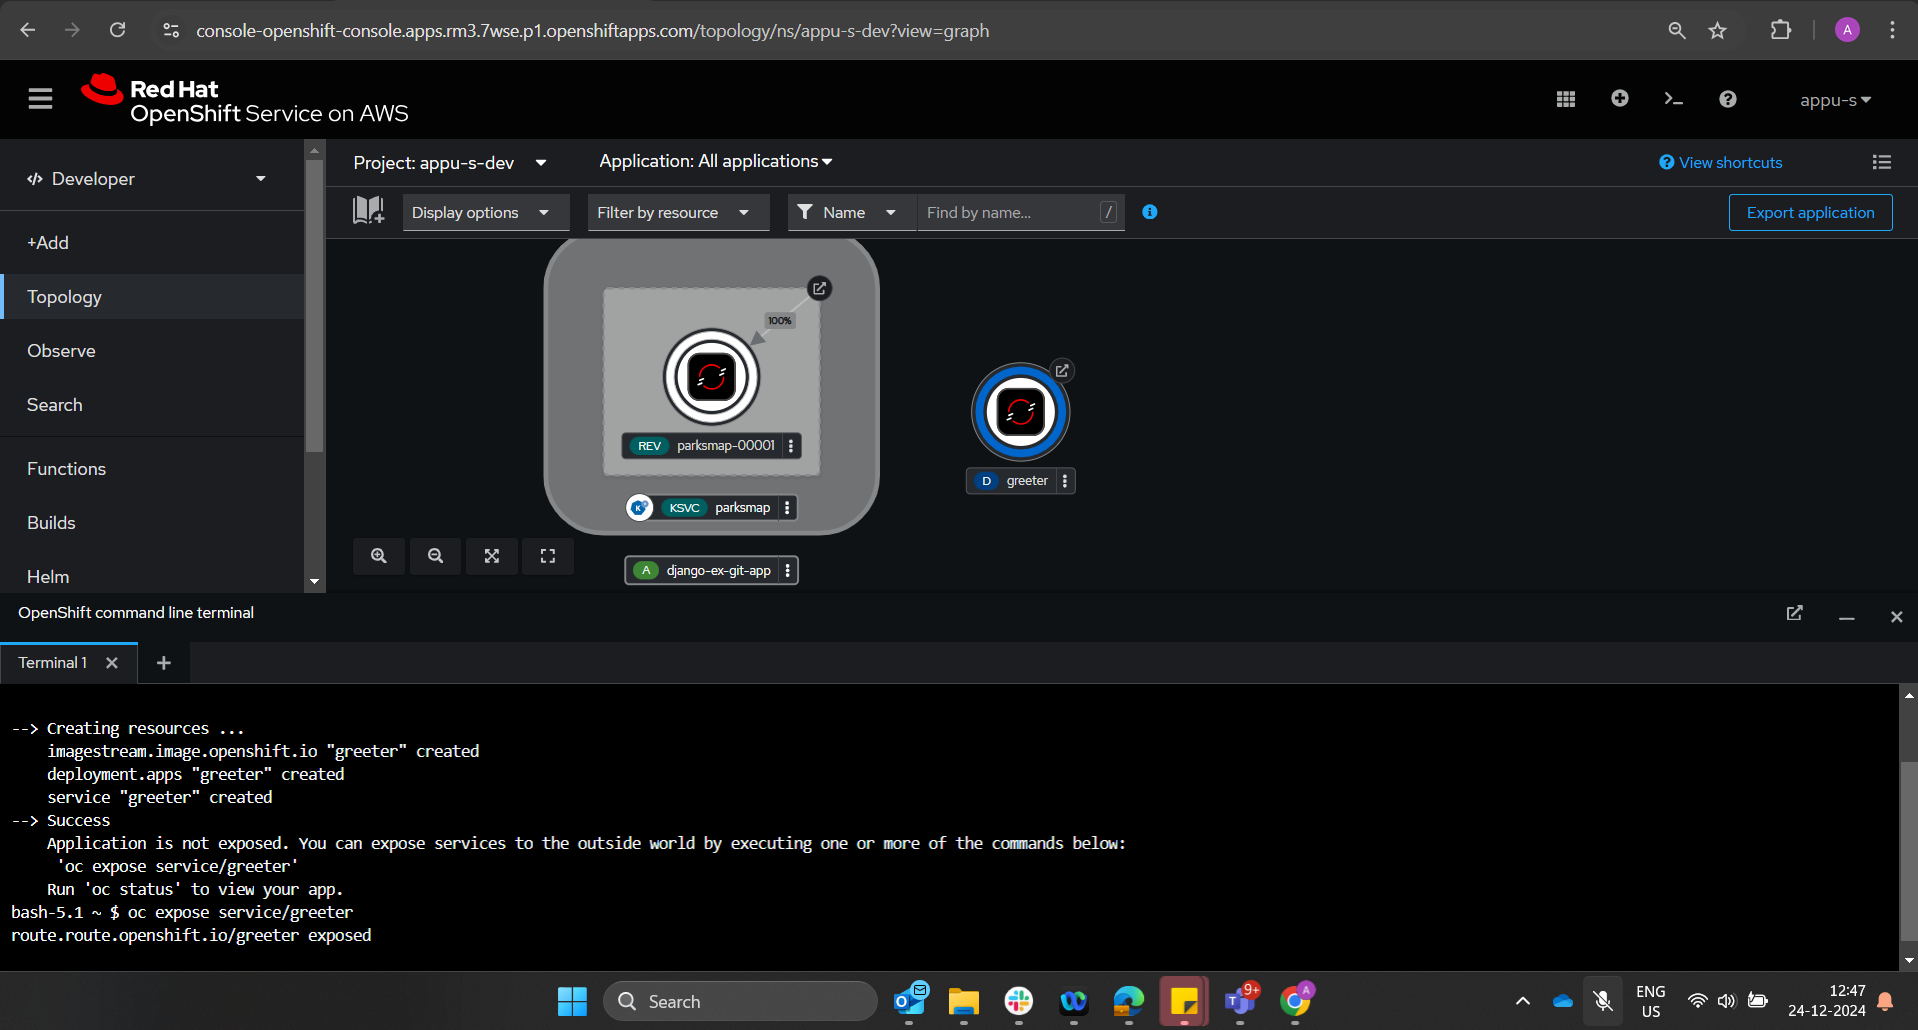 console-openshift-console.apps.rm3.7wse.p1.openshiftapps.com/topology/ns/appu-s-dev?view=graph
A
Red Hat
OpenShift Service on AWS
appu-s
Developer
+Add
Topology
Observe
Search
Functions
Builds
Helm
Project: appu-s-dev
Application: All applications
View shortcuts
Display options
Filter by resource
Name
Find by name...
/
Export application
100%
REV parksmap-00001
KSVC parksmap
A django-ex-git-app
D greeter
OpenShift command line terminal
Terminal 1
--> Creating resources ...
imagestream.image.openshift.io "greeter" created
deployment.apps "greeter" created
service "greeter" created
--> Success
Application is not exposed. You can expose services to the outside world by executing one or more of the commands below:
'oc expose service/greeter'
Run 'oc status' to view your app.
bash-5.1 ~ $ oc expose service/greeter
route.route.openshift.io/greeter exposed
Search
9+
A
ENG
US
12:47
24-12-2024